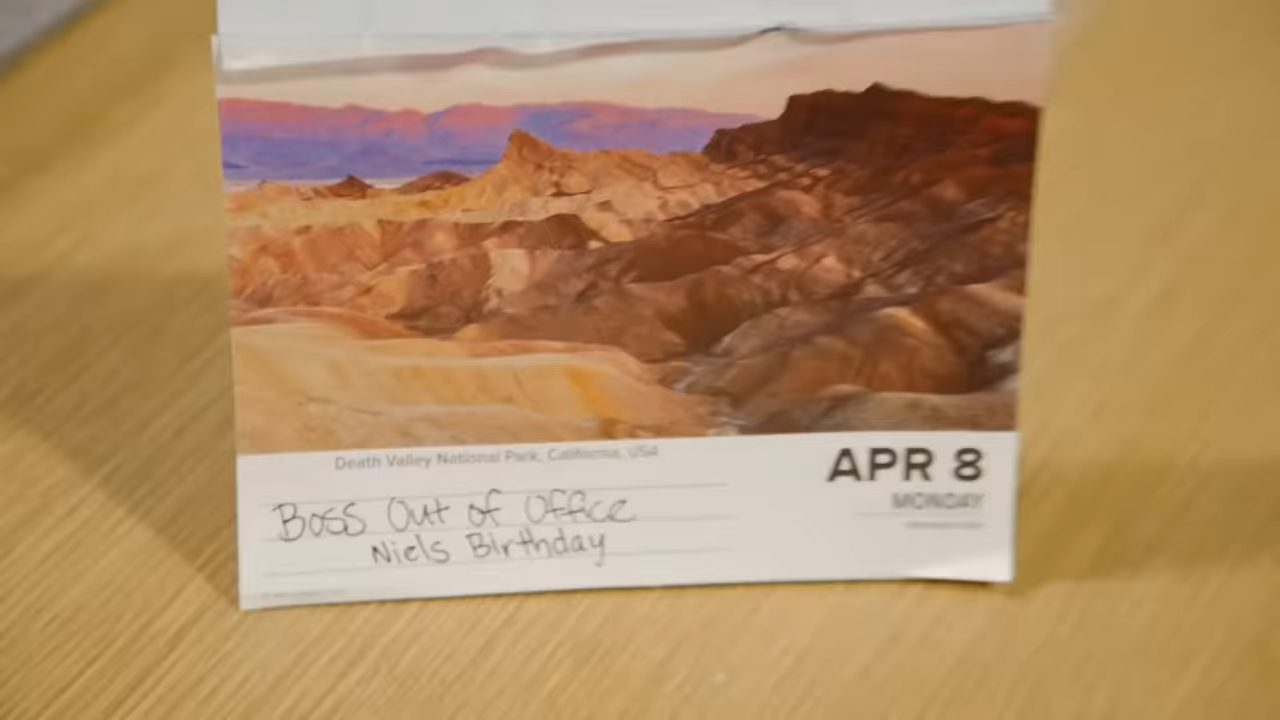 Death Valley National Park, California, USA
APR 8
MONDAY
Boss Out of Office
Niels Birthday